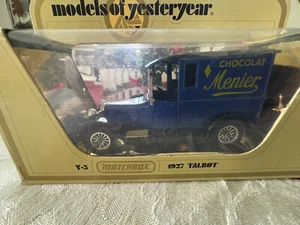 models of yesteryear
CHOCOLAT
Menier
Y-5 MATCHBOX 1927 TALBOT